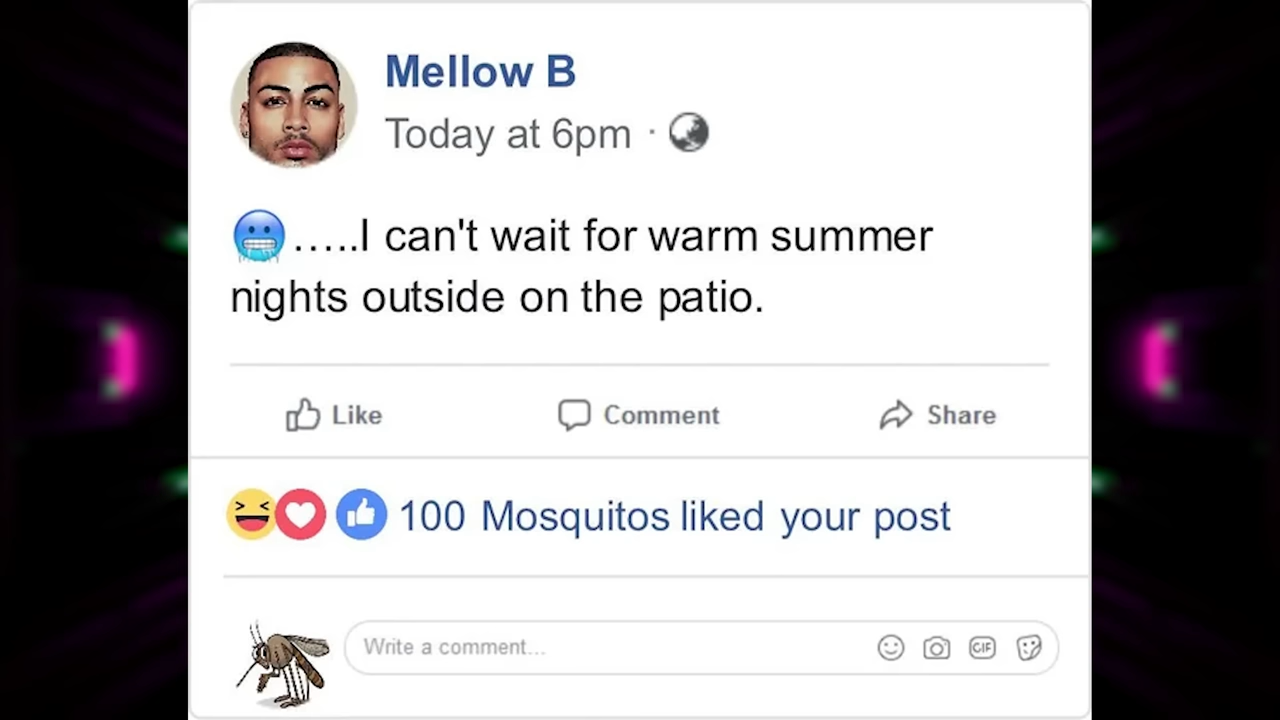 Mellow B
Today at 6pm ·
🥶.....I can't wait for warm summer
nights outside on the patio.
Like Comment Share
100 Mosquitos liked your post
Write a comment... GIF